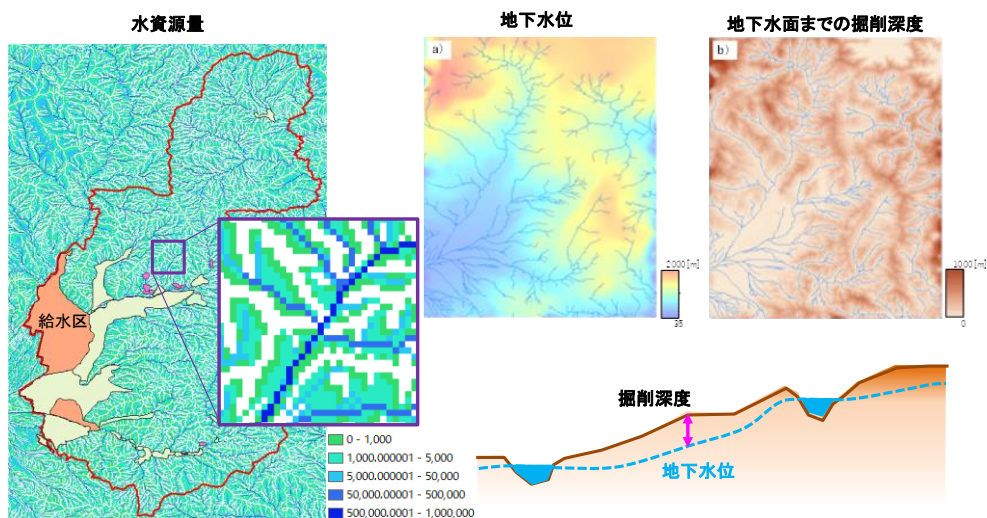 水資源量
地下水位
地下水面までの掘削深度
給水区
0 - 1,000
1,000.000001 - 5,000
5,000.000001 - 50,000
50,000.00001 - 500,000
500,000.0001 - 1,000,000
a)
2000 [m]
35
b)
1000 [m]
0
掘削深度
地下水位